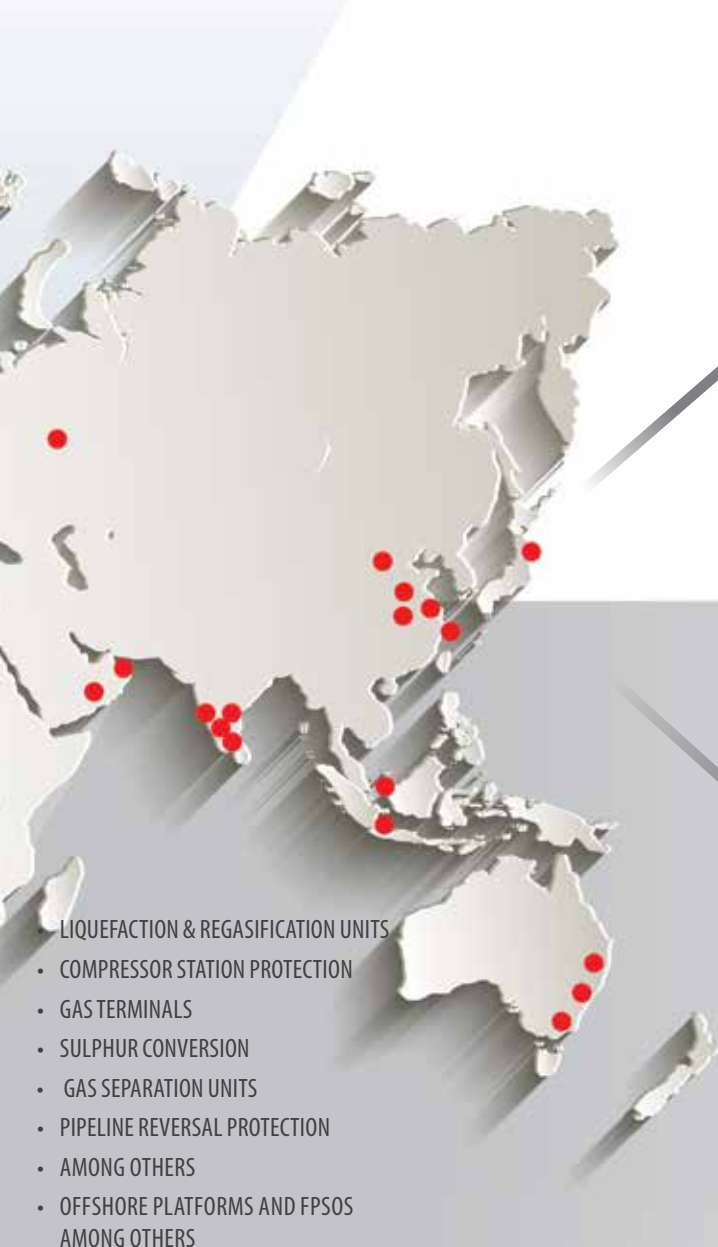 • LIQUEFACTION & REGASIFICATION UNITS
• COMPRESSOR STATION PROTECTION
• GAS TERMINALS
• SULPHUR CONVERSION
• GAS SEPARATION UNITS
• PIPELINE REVERSAL PROTECTION
• AMONG OTHERS
• OFFSHORE PLATFORMS AND FPSOS
AMONG OTHERS